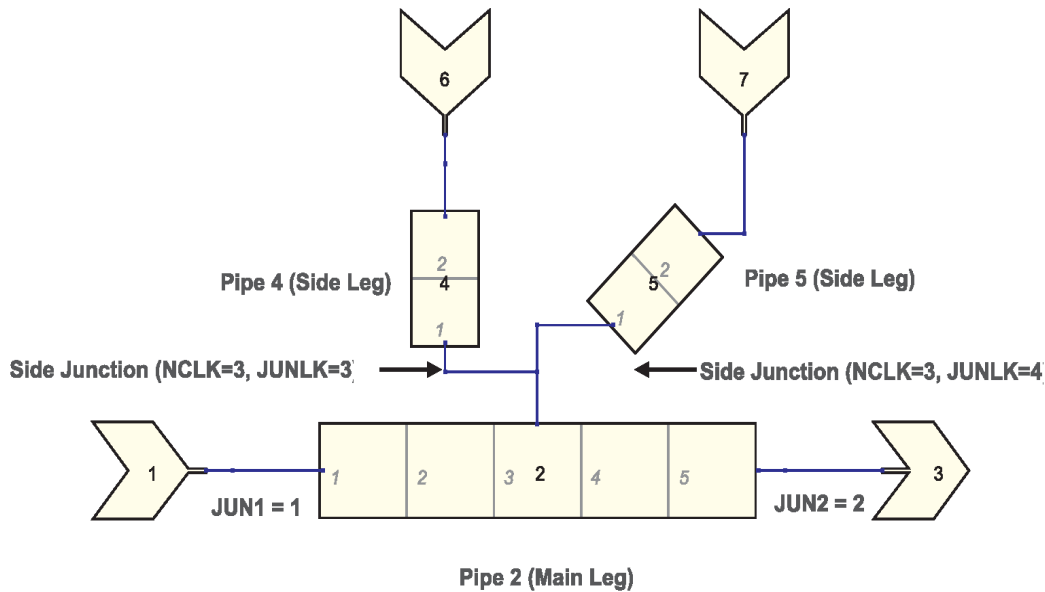 6
7
2
4
1
Pipe 4 (Side Leg)
2
5
1
Pipe 5 (Side Leg)
Side Junction (NCLK=3, JUNLK=3)
Side Junction (NCLK=3, JUNLK=4)
1
JUN1 = 1
1 2 3 2 4 5
JUN2 = 2
3
Pipe 2 (Main Leg)